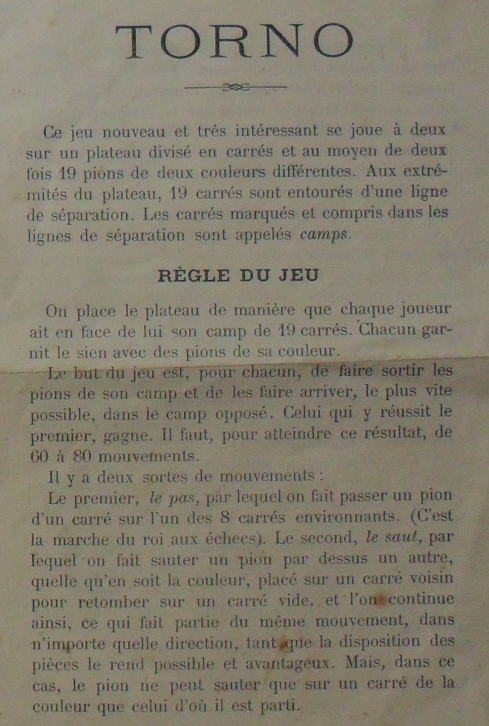 TORNO
Ce jeu nouveau et très intéressant se joue à deux
sur un plateau divisé en carrés et au moyen de deux
fois 19 pions de deux couleurs différentes. Aux extré-
mités du plateau, 19 carrés sont entourés d'une ligne
de séparation. Les carrés marqués et compris dans les
lignes de séparation sont appelés camps.
RÈGLE DU JEU
On place le plateau de manière que chaque joueur
ait en face de lui son camp de 19 carrés. Chacun gar-
nit le sien avec des pions de sa couleur.
Le but du jeu est, pour chacun, de faire sortir les
pions de son camp et de les faire arriver, le plus vite
possible, dans le camp opposé. Celui qui y réussit le
premier, gagne. Il faut, pour atteindre ce résultat, de
60 à 80 mouvements.
Il y a deux sortes de mouvements :
Le premier, le pas, par lequel on fait passer un pion
d'un carré sur l'un des 8 carrés environnants. (C'est
la marche du roi aux échecs). Le second, le saut, par
lequel on fait sauter un pion par dessus un autre,
quelle qu'en soit la couleur, placé sur un carré voisin
pour retomber sur un carré vide, et l'on continue
ainsi, ce qui fait partie du même mouvement, dans
n'importe quelle direction, tant que la disposition des
pièces le rend possible et avantageux. Mais, dans ce
cas, le pion ne peut sauter que sur un carré de la
couleur que celui d'où il est parti.